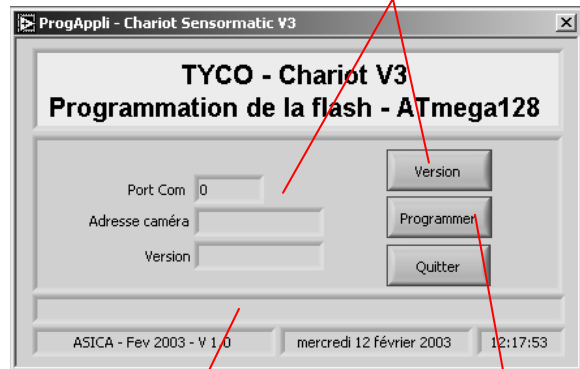 ProgAppli - Chariot Sensormatic V3
TYCO - Chariot V3
Programmation de la flash - ATmega128
Port Com 0
Adresse caméra
Version
Version
Programmer
Quitter
ASICA - Fev 2003 - V 1.0
mercredi 12 février 2003
12:17:53